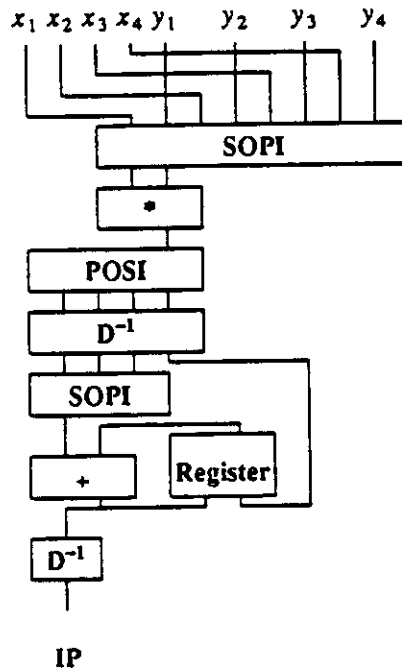 x₁ x₂ x₃ x₄ y₁ y₂ y₃ y₄
SOPI
*
POSI
D⁻¹
SOPI
Register
+
D⁻¹
IP